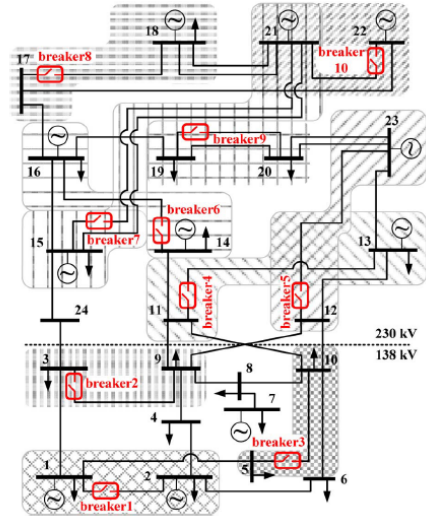 18
21
22
breaker
10
17
breaker8
23
breaker9
16
19
20
breaker6
13
15
breaker7
14
breaker4
breaker5
11
12
24
230 kV
138 kV
3
9
10
breaker2
8
7
4
breaker3
1
2
5
6
breaker1